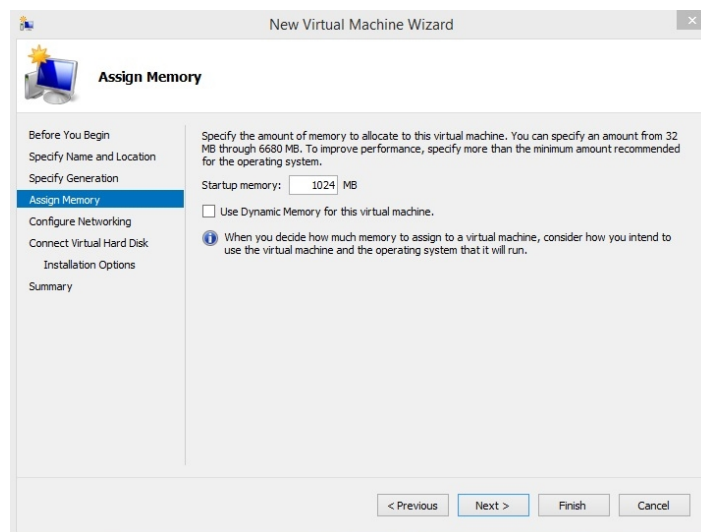 New Virtual Machine Wizard
Assign Memory
Before You Begin
Specify Name and Location
Specify Generation
Assign Memory
Configure Networking
Connect Virtual Hard Disk
Installation Options
Summary
Specify the amount of memory to allocate to this virtual machine. You can specify an amount from 32
MB through 6680 MB. To improve performance, specify more than the minimum amount recommended
for the operating system.
Startup memory: 1024 MB
Use Dynamic Memory for this virtual machine.
When you decide how much memory to assign to a virtual machine, consider how you intend to
use the virtual machine and the operating system that it will run.
< Previous Next > Finish Cancel